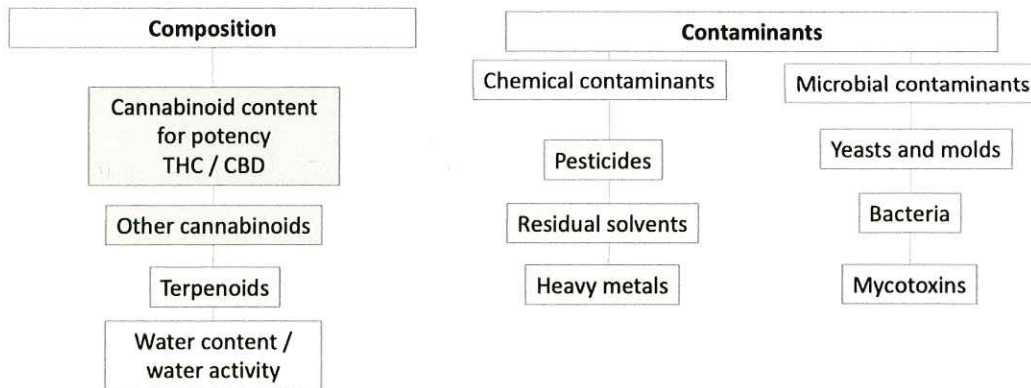 Composition
Cannabinoid content
for potency
THC / CBD
Other cannabinoids
Terpenoids
Water content /
water activity
Contaminants
Chemical contaminants
Pesticides
Residual solvents
Heavy metals
Microbial contaminants
Yeasts and molds
Bacteria
Mycotoxins